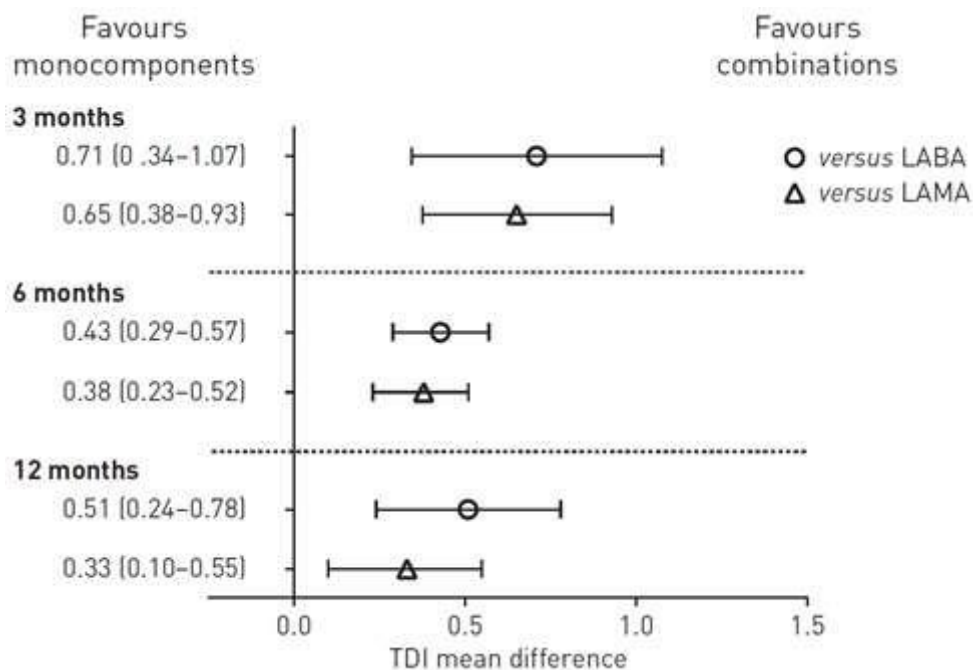 Favours
monocomponents
Favours
combinations
3 months
0.71 (0 .34–1.07)
0.65 (0.38–0.93)
versus LABA
versus LAMA
6 months
0.43 (0.29–0.57)
0.38 (0.23–0.52)
12 months
0.51 (0.24–0.78)
0.33 (0.10–0.55)
0.0 0.5 1.0 1.5
TDI mean difference